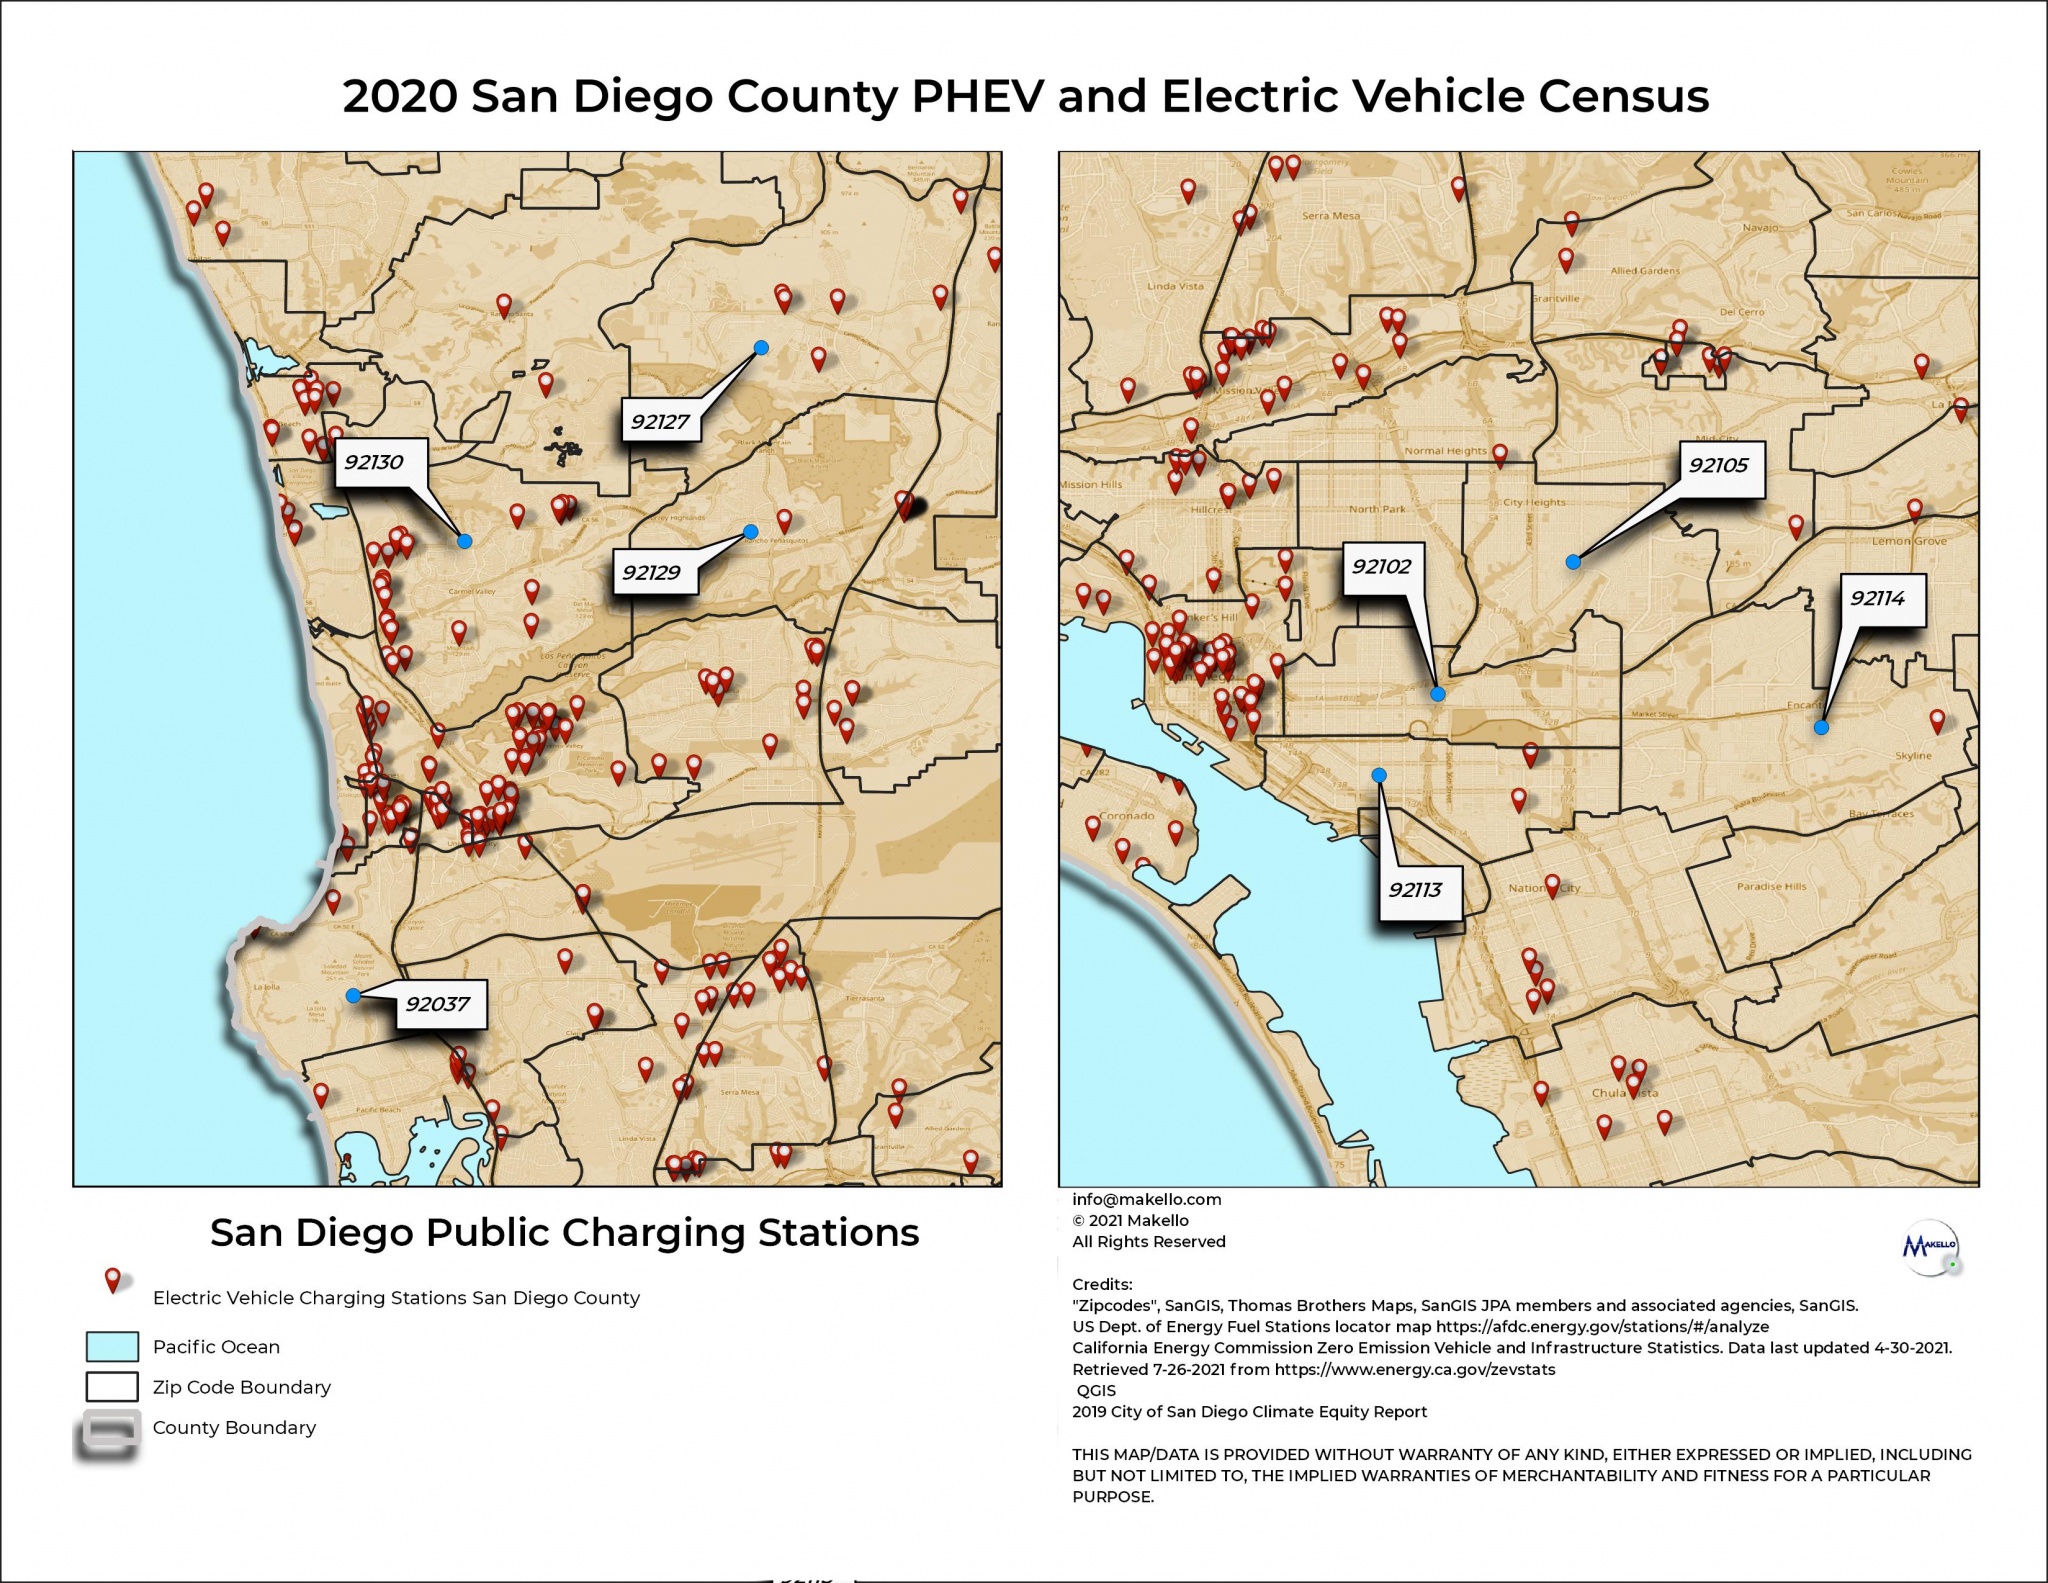 2020 San Diego County PHEV and Electric Vehicle Census
92127
92130
92129
92037
Carmel Valley
Rancho Peñasquitos
La Jolla
Pacific Beach
Linda Vista
Serra Mesa
Tierrasanta
Allied Gardens
Grantville
Serra Mesa
Linda Vista
Navajo
San Carlos
Cowles
Mountain
Allied Gardens
Grantville
Del Cerro
Normal Heights
Mission Hills
Hillcrest
North Park
City Heights
Lemon Grove
92105
92102
92114
92113
Market Street
Skyline
Bay Terraces
Coronado
Paradise Hills
San Diego Public Charging Stations
Electric Vehicle Charging Stations San Diego County
Pacific Ocean
Zip Code Boundary
County Boundary
info@makello.com
© 2021 Makello
All Rights Reserved
MAKELLO
Credits:
"Zipcodes", SanGIS, Thomas Brothers Maps, SanGIS JPA members and associated agencies, SanGIS.
US Dept. of Energy Fuel Stations locator map https://afdc.energy.gov/stations/#/analyze
California Energy Commission Zero Emission Vehicle and Infrastructure Statistics. Data last updated 4-30-2021.
Retrieved 7-26-2021 from https://www.energy.ca.gov/zevstats
QGIS
2019 City of San Diego Climate Equity Report
THIS MAP/DATA IS PROVIDED WITHOUT WARRANTY OF ANY KIND, EITHER EXPRESSED OR IMPLIED, INCLUDING
BUT NOT LIMITED TO, THE IMPLIED WARRANTIES OF MERCHANTABILITY AND FITNESS FOR A PARTICULAR
PURPOSE.